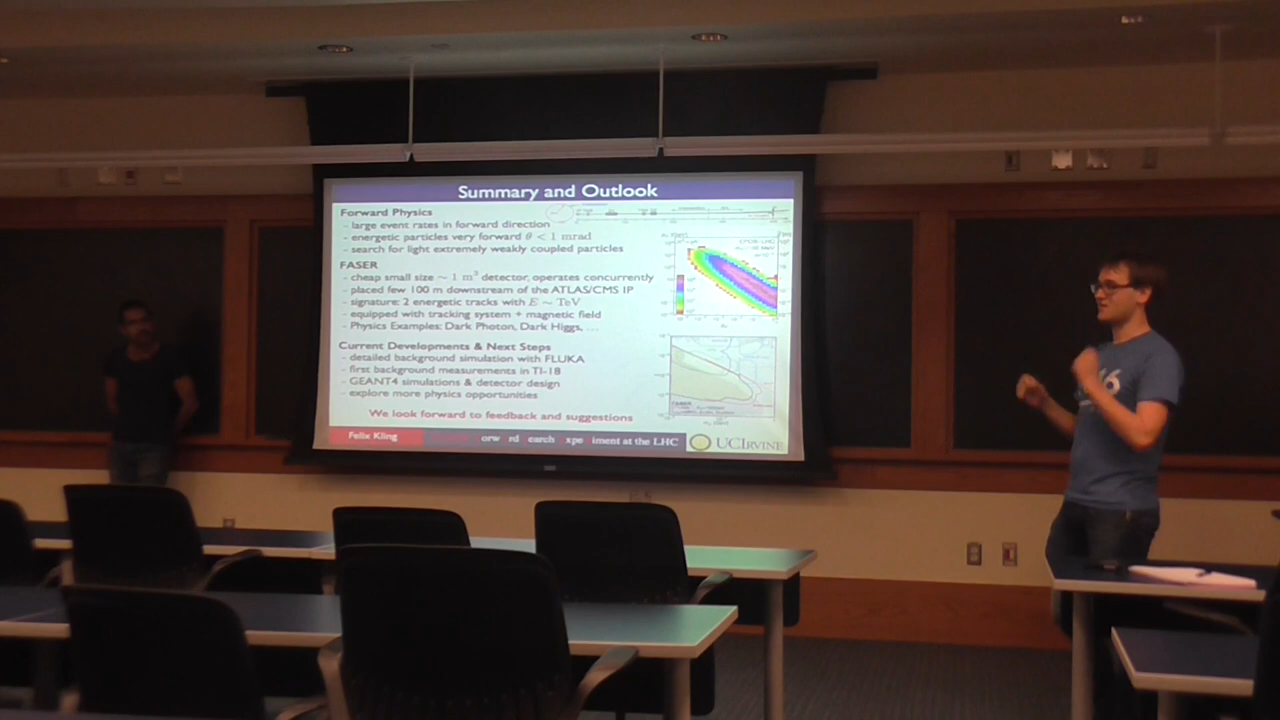 Summary and Outlook
Forward Physics
- large event rates in forward direction
- energetic particles very forward θ < 1 mrad
- search for light extremely weakly coupled particles
FASER
- cheap small size ~ 1 m³ detector, operates concurrently
- placed few 100 m downstream of the ATLAS/CMS IP
- signature: 2 energetic tracks with E ~ TeV
- equipped with tracking system + magnetic field
- Physics Examples: Dark Photon, Dark Higgs, ...
Current Developments & Next Steps
- detailed background simulation with FLUKA
- first background measurements in TI-18
- GEANT4 simulations & detector design
- explore more physics opportunities
We look forward to feedback and suggestions
Felix Kling
orw rd earch xpe iment at the LHC
UCIRVINE